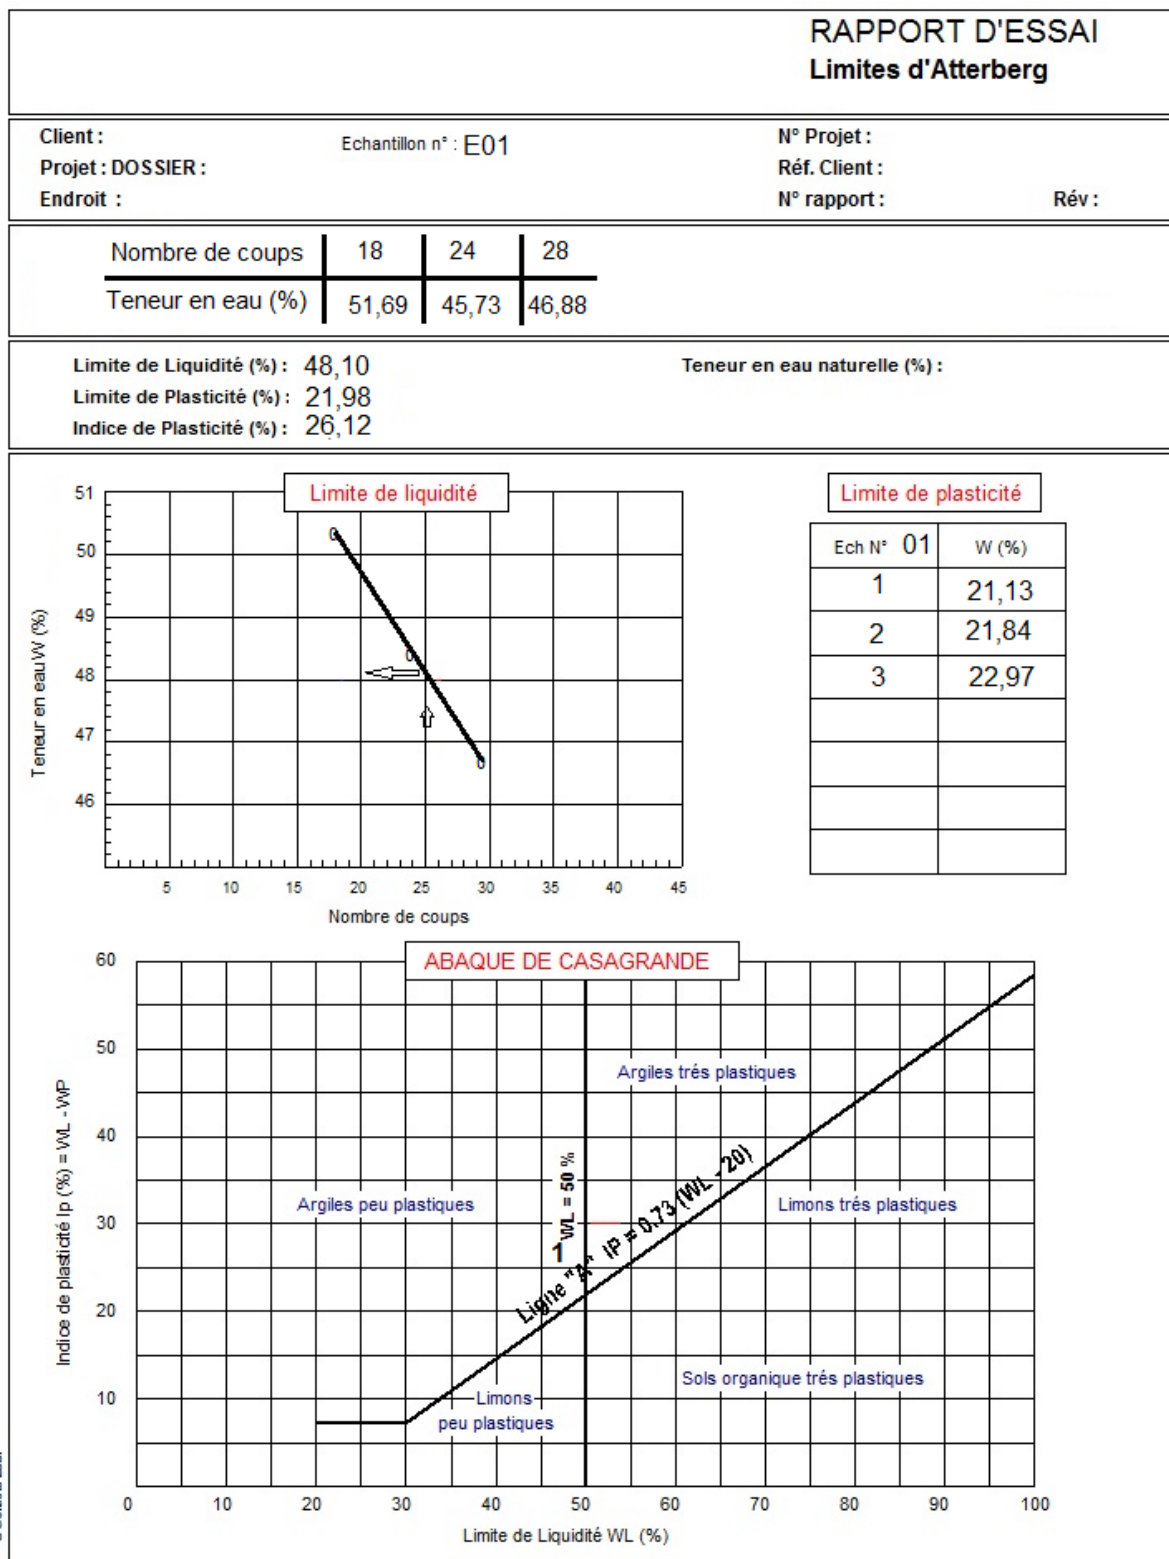 RAPPORT D'ESSAI
Limites d'Atterberg
Client :
Echantillon n° : E01
N° Projet :
Projet : DOSSIER :
Réf. Client :
Endroit :
N° rapport :
Rév :
Nombre de coups 18 24 28
Teneur en eau (%) 51,69 45,73 46,88
Limite de Liquidité (%) : 48,10
Teneur en eau naturelle (%) :
Limite de Plasticité (%) : 21,98
Indice de Plasticité (%) : 26,12
Limite de liquidité
51
50
49
48
47
46
Teneur en eau W (%)
0
0
0
5 10 15 20 25 30 35 40 45
Nombre de coups
Limite de plasticité
Ech N° 01 W (%)
1 21,13
2 21,84
3 22,97
ABAQUE DE CASAGRANDE
60
50
40
30
20
10
Indice de plasticité Ip (%) = WL - WP
Argiles trés plastiques
WL = 50 %
Ligne "A" IP = 0.73 (WL - 20)
Argiles peu plastiques
Limons trés plastiques
1
Sols organique trés plastiques
Limons
peu plastiques
0 10 20 30 40 50 60 70 80 90 100
Limite de Liquidité WL (%)